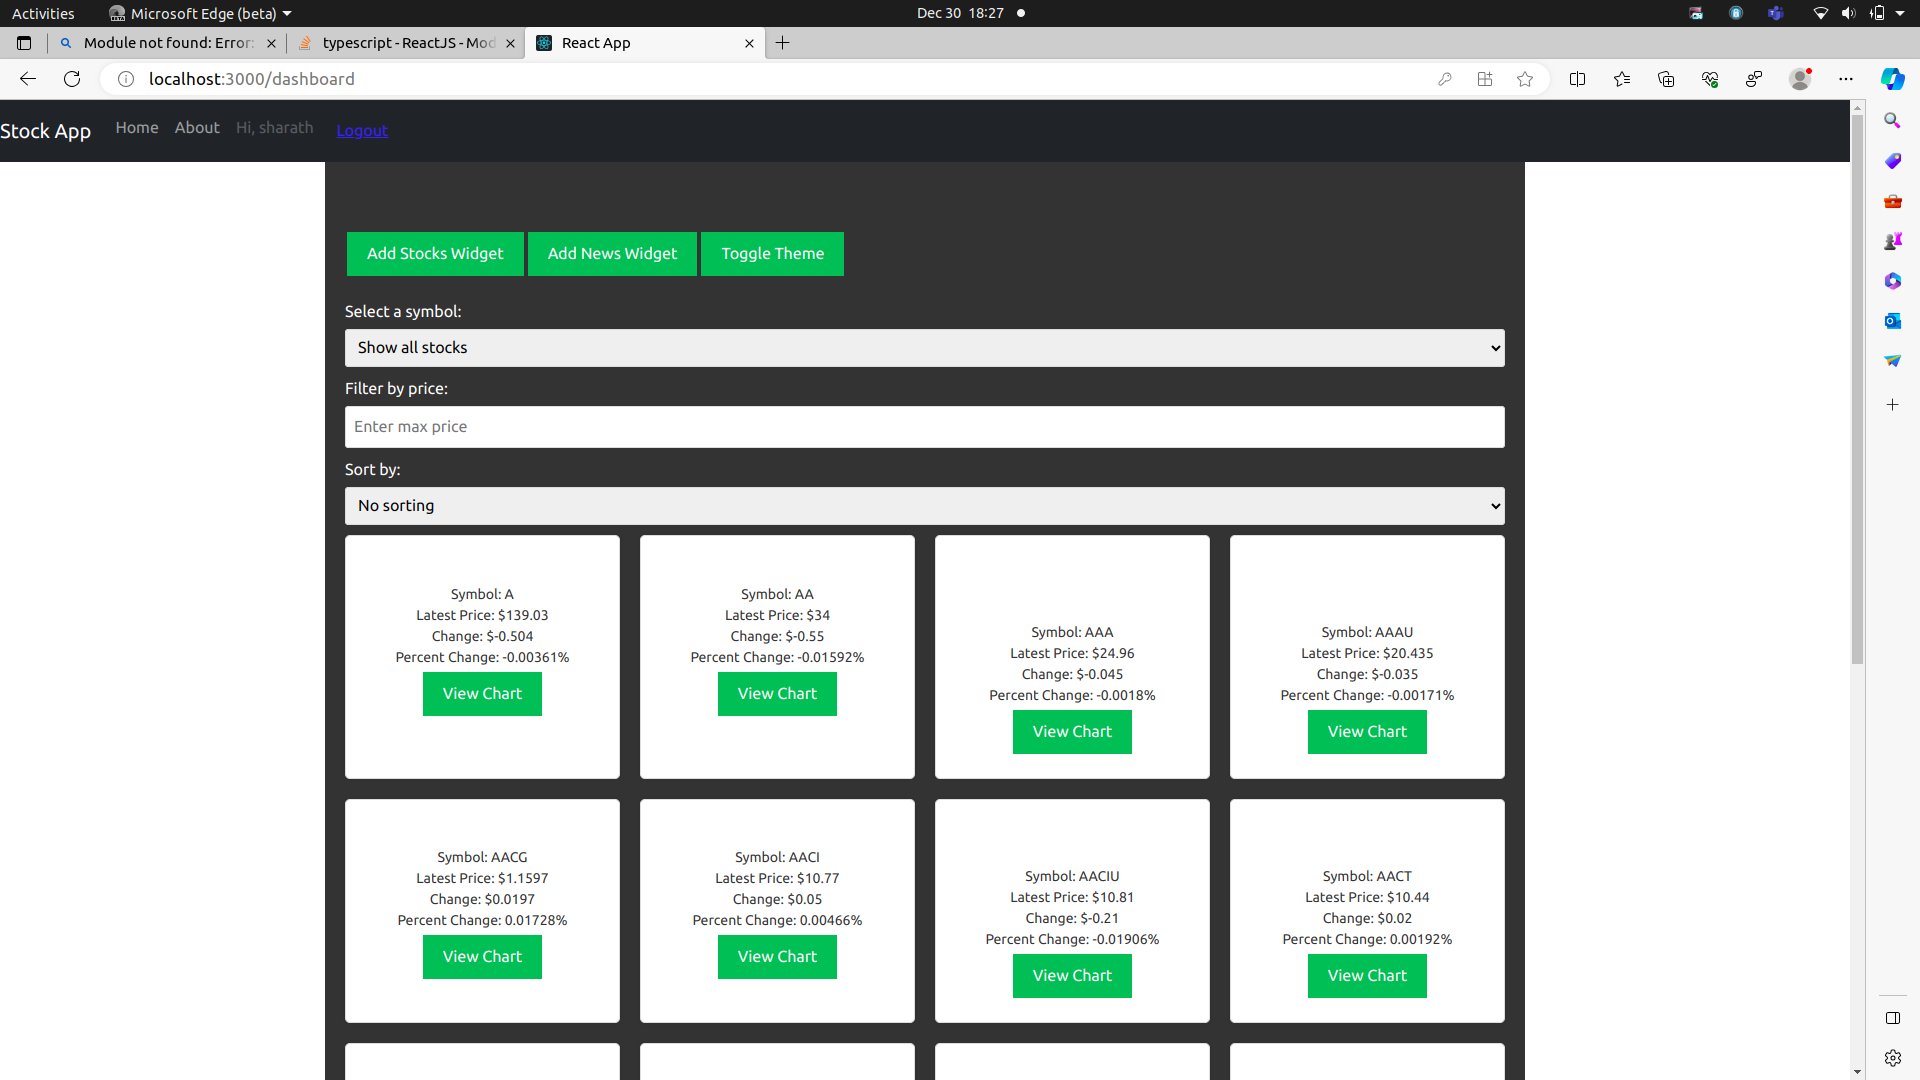 Activities
Microsoft Edge (beta)
Dec 30 18:27
Module not found: Error:
typescript - ReactJS - Mod
React App
localhost:3000/dashboard
Stock App
Home
About
Hi, sharath
Logout
Add Stocks Widget
Add News Widget
Toggle Theme
Select a symbol:
Show all stocks
Filter by price:
Enter max price
Sort by:
No sorting
Symbol: A
Latest Price: $139.03
Change: $-0.504
Percent Change: -0.00361%
View Chart
Symbol: AA
Latest Price: $34
Change: $-0.55
Percent Change: -0.01592%
View Chart
Symbol: AAA
Latest Price: $24.96
Change: $-0.045
Percent Change: -0.0018%
View Chart
Symbol: AAAU
Latest Price: $20.435
Change: $-0.035
Percent Change: -0.00171%
View Chart
Symbol: AACG
Latest Price: $1.1597
Change: $0.0197
Percent Change: 0.01728%
View Chart
Symbol: AACI
Latest Price: $10.77
Change: $0.05
Percent Change: 0.00466%
View Chart
Symbol: AACIU
Latest Price: $10.81
Change: $-0.21
Percent Change: -0.01906%
View Chart
Symbol: AACT
Latest Price: $10.44
Change: $0.02
Percent Change: 0.00192%
View Chart